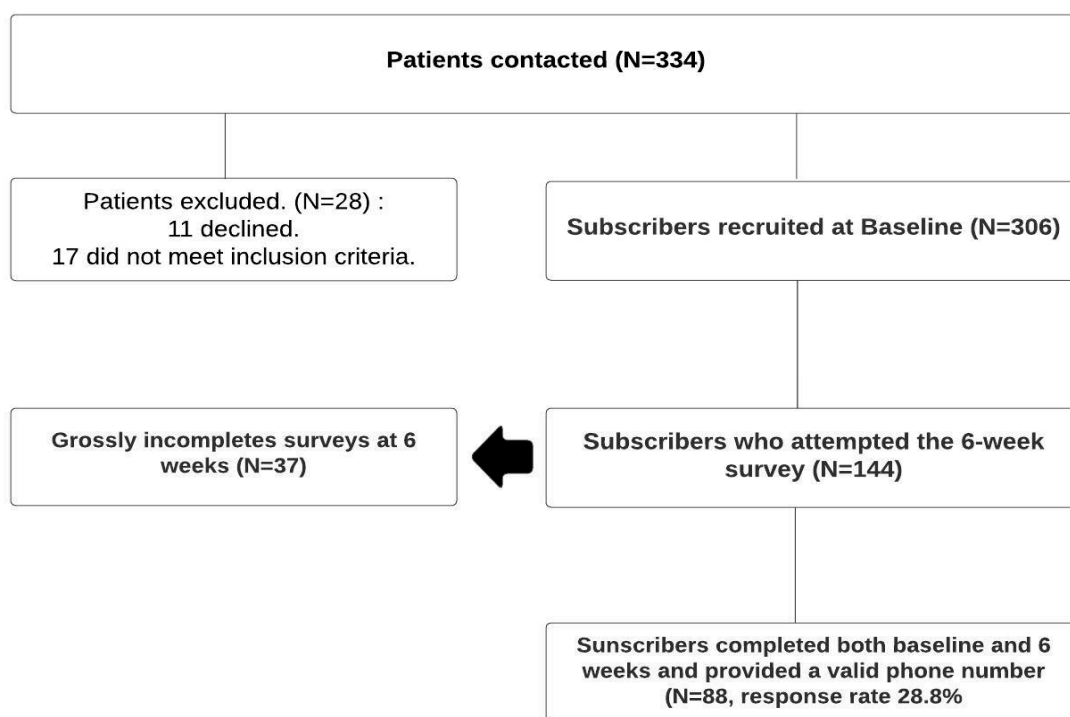 Patients contacted (N=334)
Patients excluded. (N=28) :
11 declined.
17 did not meet inclusion criteria.
Subscribers recruited at Baseline (N=306)
Grossly incompletes surveys at 6
weeks (N=37)
Subscribers who attempted the 6-week
survey (N=144)
Sunscribers completed both baseline and 6
weeks and provided a valid phone number
(N=88, response rate 28.8%